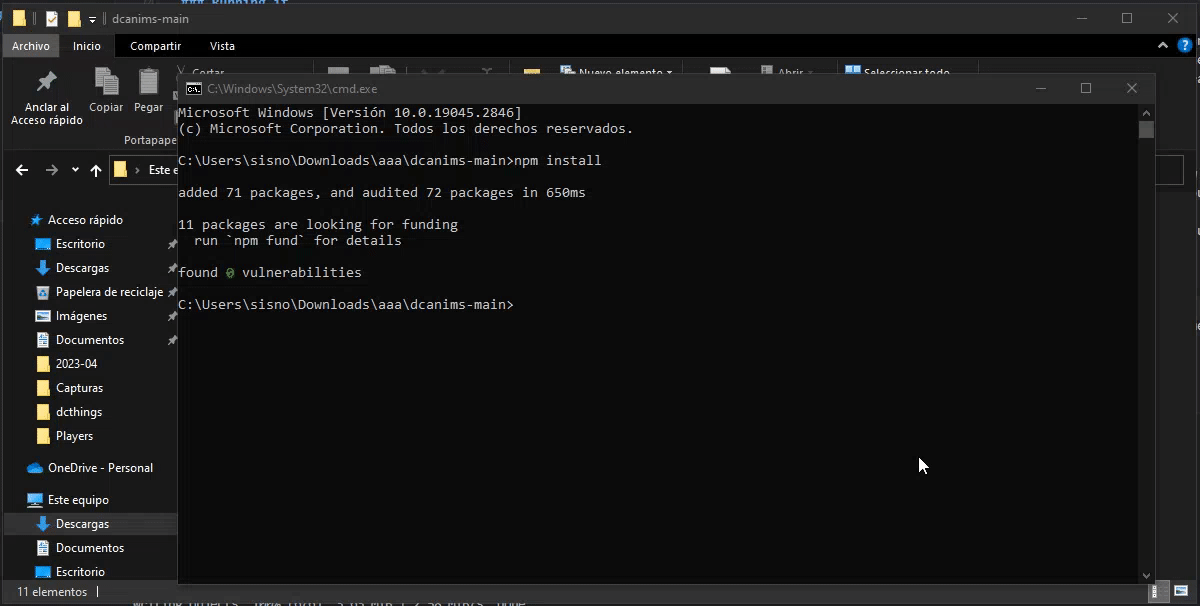 ### Running it
dcanims-main
Archivo Inicio Compartir Vista
Cortar
Nuevo elemento
Abrir
Seleccionar todo
Anclar al
Acceso rápido
Copiar
Pegar
Portapape
Este e
C:\Windows\System32\cmd.exe
Microsoft Windows [Versión 10.0.19045.2846]
(c) Microsoft Corporation. Todos los derechos reservados.
C:\Users\sisno\Downloads\aaa\dcanims-main>npm install
added 71 packages, and audited 72 packages in 650ms
11 packages are looking for funding
run `npm fund` for details
found 0 vulnerabilities
C:\Users\sisno\Downloads\aaa\dcanims-main>
Acceso rápido
Escritorio
Descargas
Papelera de reciclaje
Imágenes
Documentos
2023-04
Capturas
dcthings
Players
OneDrive - Personal
Este equipo
Descargas
Documentos
Escritorio
11 elementos